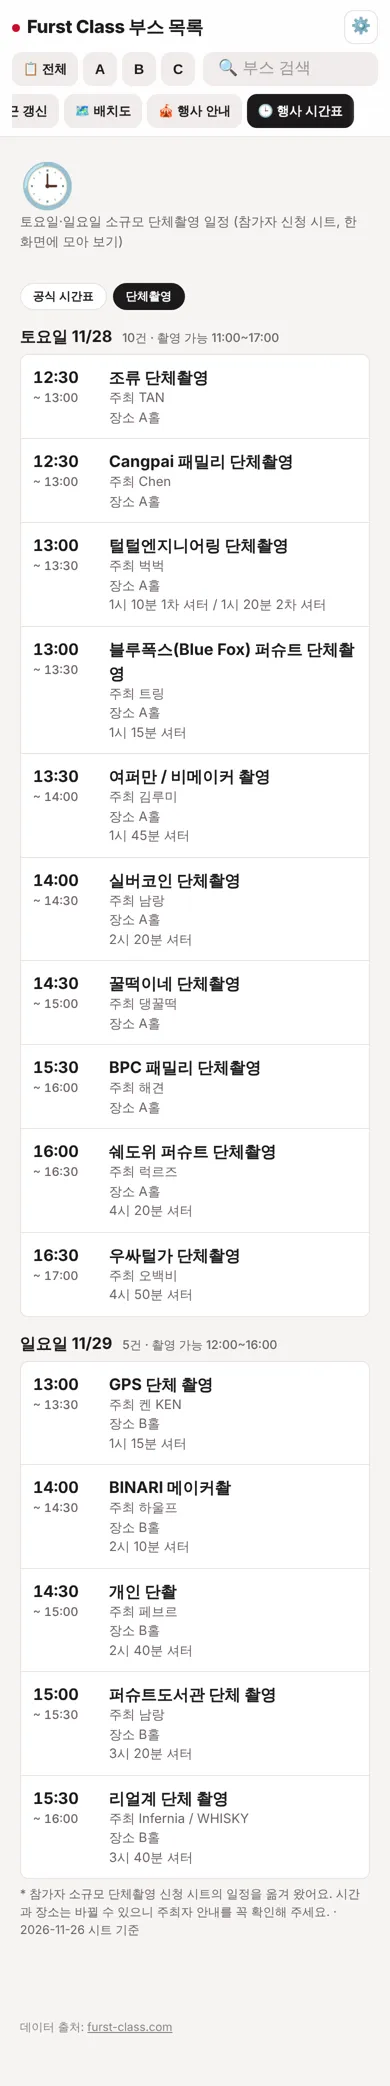 Furst Class 부스 목록
⚙️
📋 전체 A B C 🔍 부스 검색
근 갱신 🗺️ 배치도 🎪 행사 안내 🕒 행사 시간표
토요일·일요일 소규모 단체촬영 일정 (참가자 신청 시트, 한
화면에 모아 보기)
공식 시간표 단체촬영
토요일 11/28 10건 · 촬영 가능 11:00~17:00
12:30 조류 단체촬영
~ 13:00 주최 TAN
장소 A홀
12:30 Cangpai 패밀리 단체촬영
~ 13:00 주최 Chen
장소 A홀
13:00 털털엔지니어링 단체촬영
~ 13:30 주최 벅벅
장소 A홀
1시 10분 1차 셔터 / 1시 20분 2차 셔터
13:00 블루폭스(Blue Fox) 퍼슈트 단체촬
~ 13:30 영
주최 트링
장소 A홀
1시 15분 셔터
13:30 여퍼만 / 비메이커 촬영
~ 14:00 주최 김루미
장소 A홀
1시 45분 셔터
14:00 실버코인 단체촬영
~ 14:30 주최 남랑
장소 A홀
2시 20분 셔터
14:30 꿀떡이네 단체촬영
~ 15:00 주최 댕꿀떡
장소 A홀
15:30 BPC 패밀리 단체촬영
~ 16:00 주최 해견
장소 A홀
16:00 쉐도위 퍼슈트 단체촬영
~ 16:30 주최 럭르즈
장소 A홀
4시 20분 셔터
16:30 우싸털가 단체촬영
~ 17:00 주최 오백비
4시 50분 셔터
일요일 11/29 5건 · 촬영 가능 12:00~16:00
13:00 GPS 단체 촬영
~ 13:30 주최 켄 KEN
장소 B홀
1시 15분 셔터
14:00 BINARI 메이커촬
~ 14:30 주최 하울프
장소 B홀
2시 10분 셔터
14:30 개인 단촬
~ 15:00 주최 페브르
장소 B홀
2시 40분 셔터
15:00 퍼슈트도서관 단체 촬영
~ 15:30 주최 남랑
장소 B홀
3시 20분 셔터
15:30 리얼계 단체 촬영
~ 16:00 주최 Infernia / WHISKY
장소 B홀
3시 40분 셔터
* 참가자 소규모 단체촬영 신청 시트의 일정을 옮겨 왔어요. 시간
과 장소는 바뀔 수 있으니 주최자 안내를 꼭 확인해 주세요. ·
2026-11-26 시트 기준
데이터 출처: furst-class.com